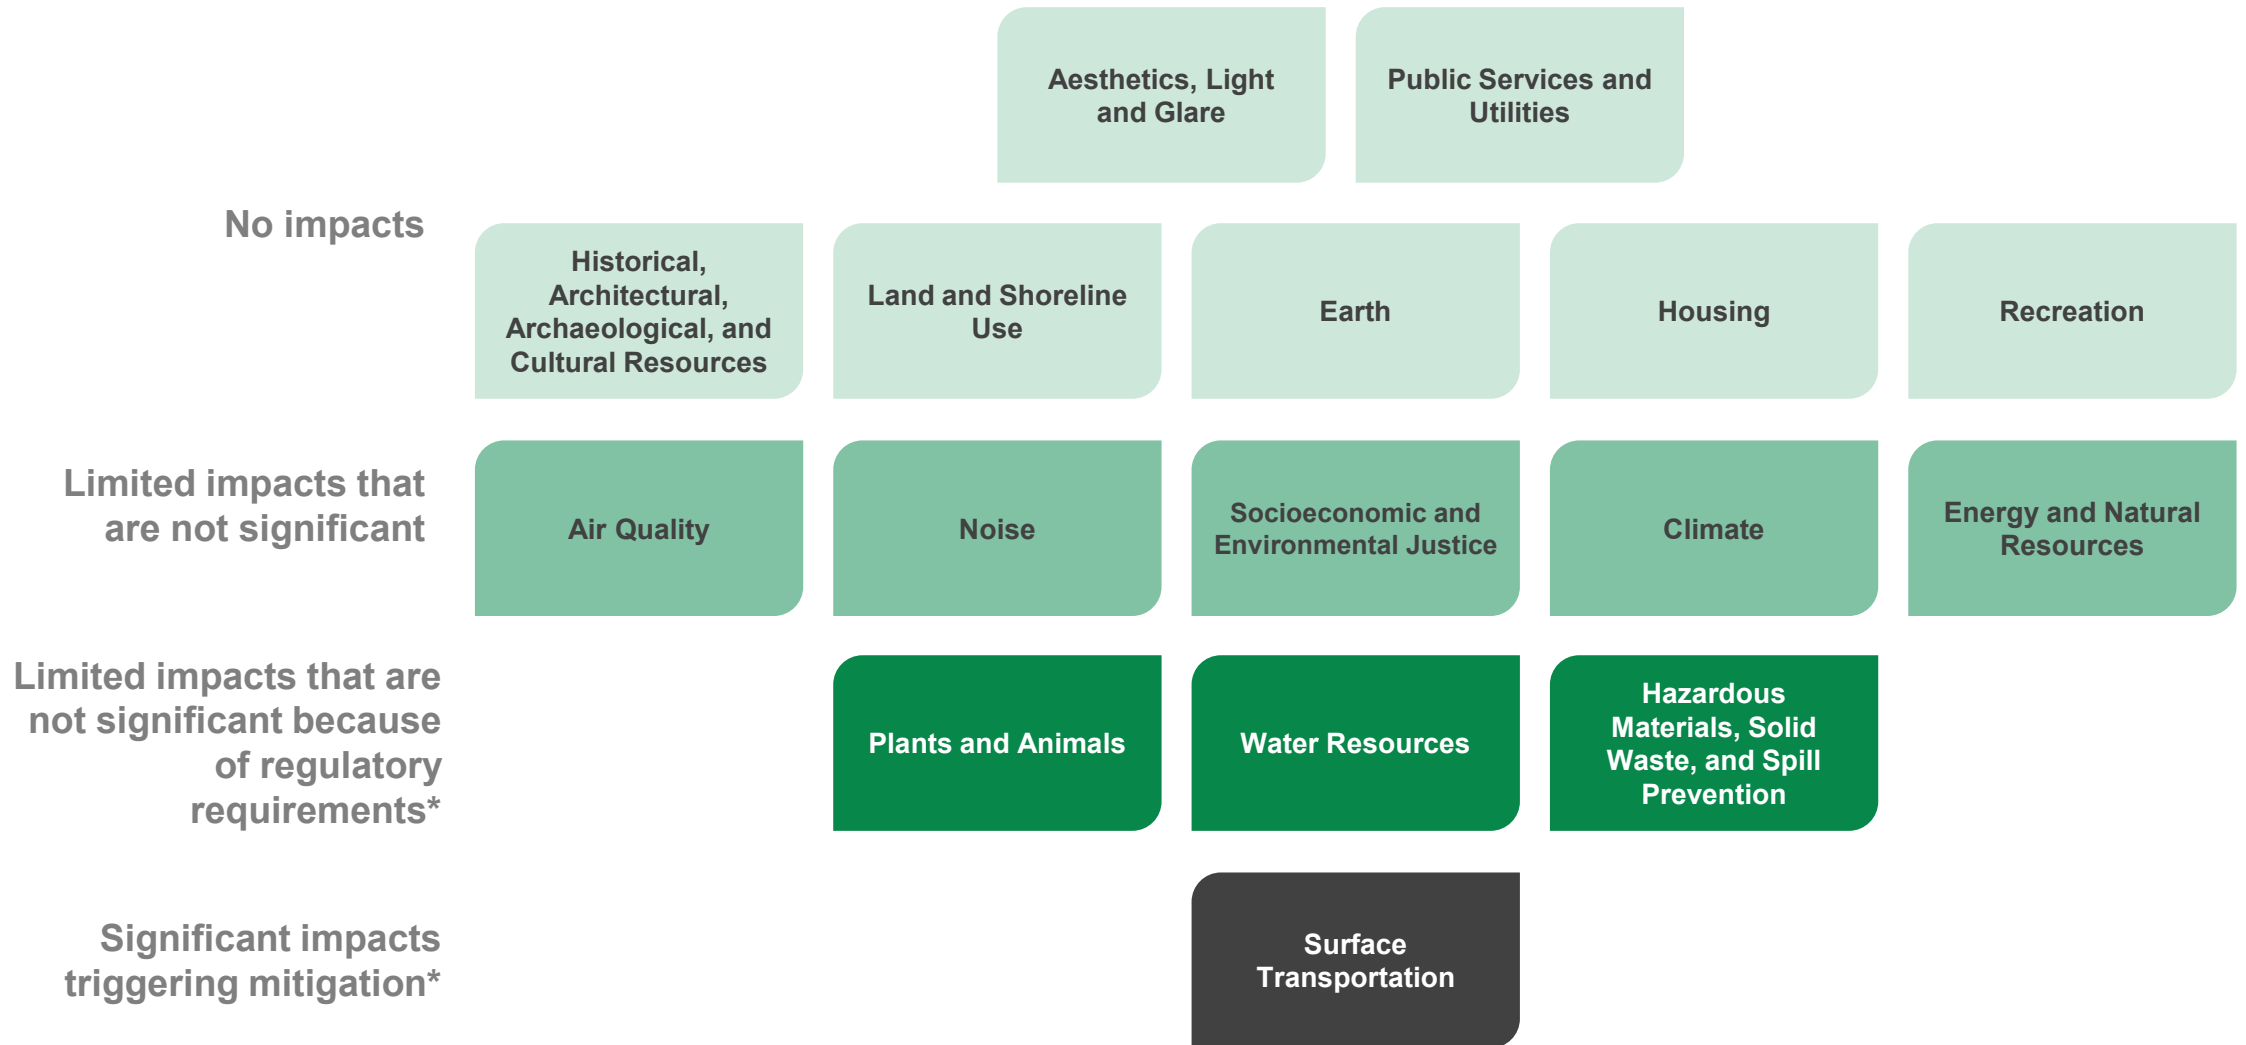 Aesthetics, Light
and Glare
Public Services and
Utilities
No impacts
Historical,
Architectural,
Archaeological, and
Cultural Resources
Land and Shoreline
Use
Earth
Housing
Recreation
Limited impacts that
are not significant
Air Quality
Noise
Socioeconomic and
Environmental Justice
Climate
Energy and Natural
Resources
Limited impacts that are
not significant because
of regulatory
requirements*
Plants and Animals
Water Resources
Hazardous
Materials, Solid
Waste, and Spill
Prevention
Significant impacts
triggering mitigation*
Surface
Transportation